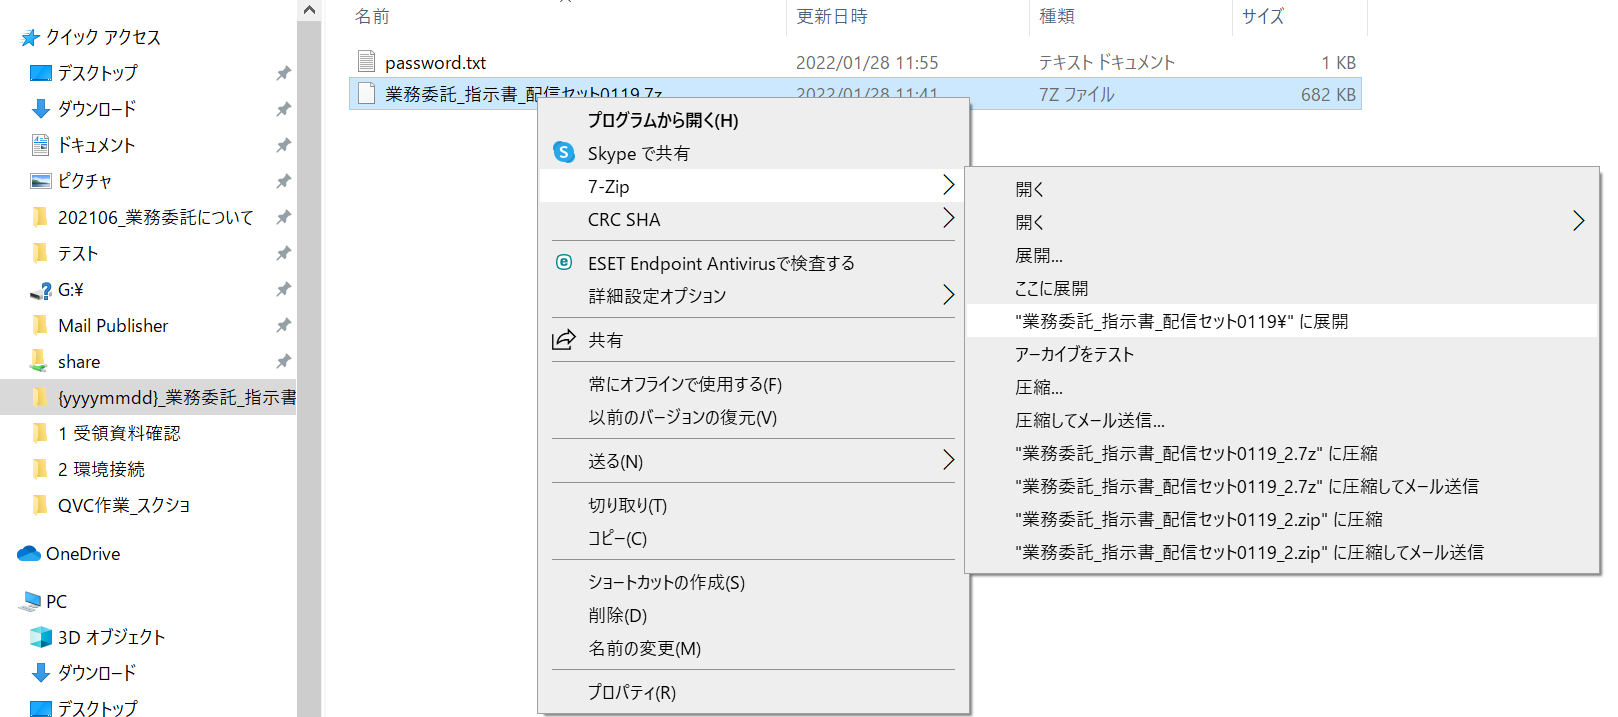 クイック アクセス
デスクトップ
ダウンロード
ドキュメント
ピクチャ
202106_業務委託について
テスト
G:¥
Mail Publisher
share
{yyyymmdd}_業務委託_指示書
1 受領資料確認
2 環境接続
QVC作業_スクショ
OneDrive
PC
3D オブジェクト
ダウンロード
デスクトップ
名前 更新日時 種類 サイズ
password.txt 2022/01/28 11:55 テキスト ドキュメント 1 KB
業務委託_指示書_配信セット0119.7z 2022/01/28 11:41 7Z ファイル 682 KB
プログラムから開く(H)
Skype で共有
7-Zip
CRC SHA
ESET Endpoint Antivirusで検査する
詳細設定オプション
共有
常にオフラインで使用する(F)
以前のバージョンの復元(V)
送る(N)
切り取り(T)
コピー(C)
ショートカットの作成(S)
削除(D)
名前の変更(M)
プロパティ(R)
開く
開く
展開...
ここに展開
"業務委託_指示書_配信セット0119¥" に展開
アーカイブをテスト
圧縮...
圧縮してメール送信...
"業務委託_指示書_配信セット0119_2.7z" に圧縮
"業務委託_指示書_配信セット0119_2.7z" に圧縮してメール送信
"業務委託_指示書_配信セット0119_2.zip" に圧縮
"業務委託_指示書_配信セット0119_2.zip" に圧縮してメール送信